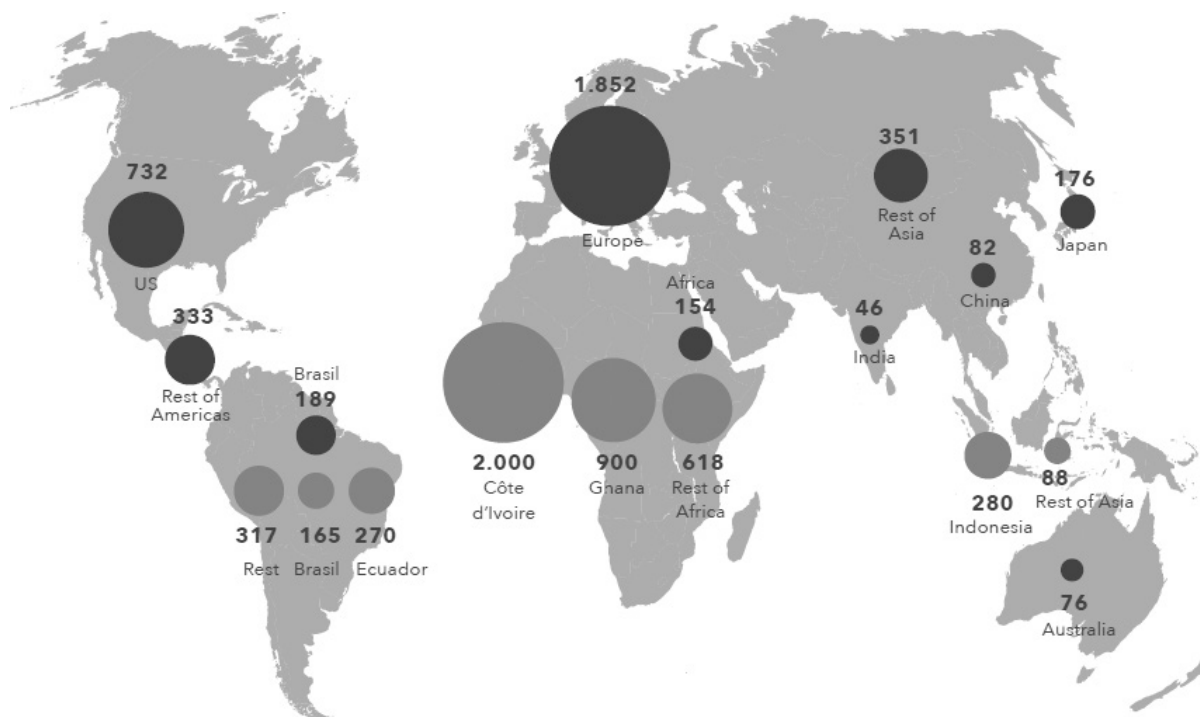 1.852
Europe
732
US
351
Rest of
Asia
176
Japan
82
China
46
India
Africa
154
333
Rest of
Americas
Brasil
189
2.000
Côte
d'Ivoire
900
Ghana
618
Rest of
Africa
317
Rest
165
Brasil
270
Ecuador
280
Indonesia
88
Rest of Asia
76
Australia